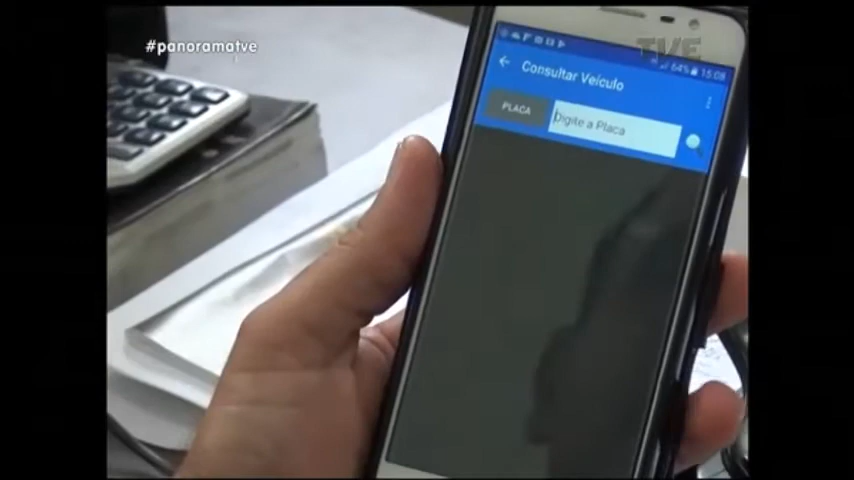 #panoramatve
TVE
64% 15:08
Consultar Veículo
PLACA
Digite a Placa